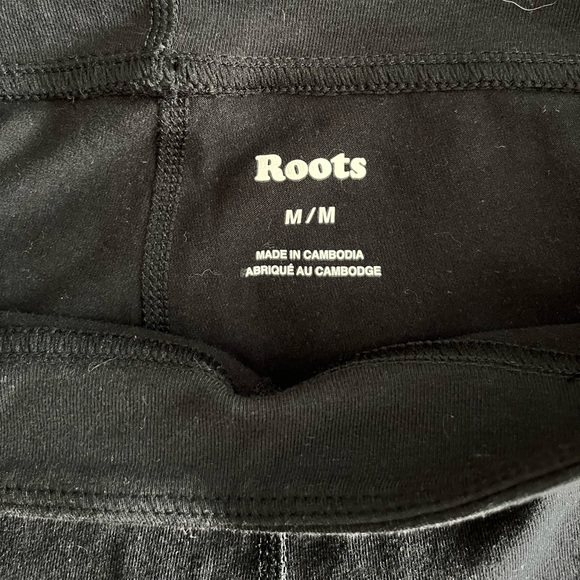 Roots
M/M
MADE IN CAMBODIA
ABRIQUÉ AU CAMBODGE